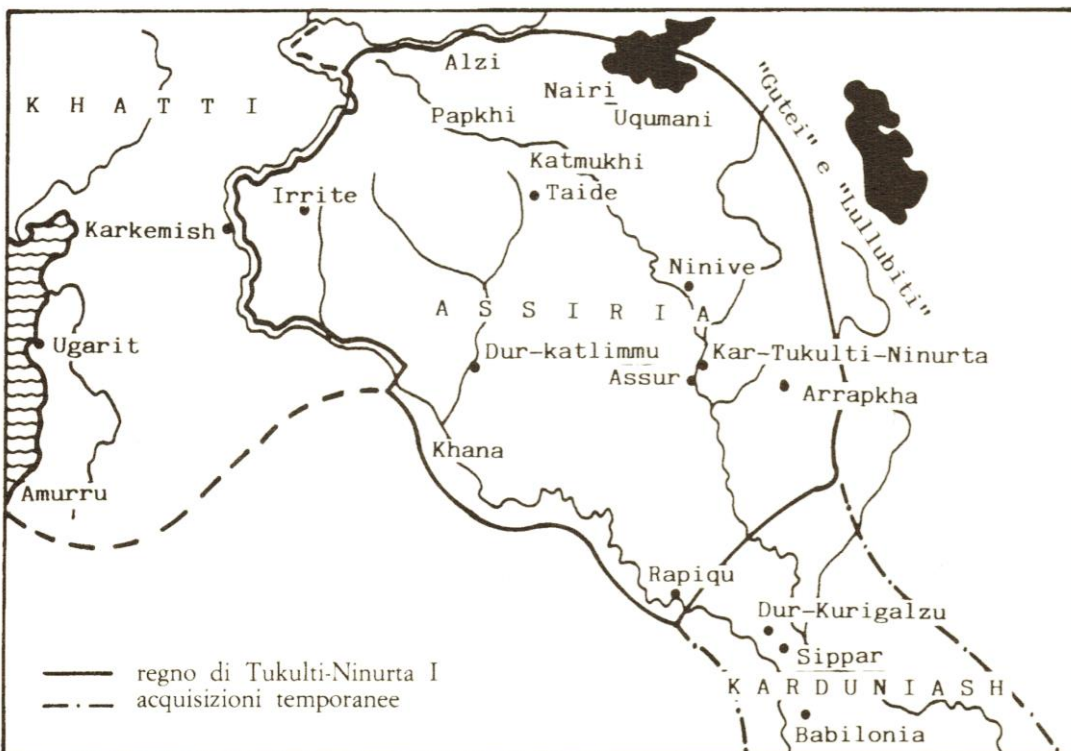 Alzi
"Gutei" e "Lullubiti"
Nairi
K H A T T I
Papkhi
Uqumani
Katmukhi
Irrite
Taide
Karkemish
Ninive
A S S I R I A
Ugarit
Dur-katlimmu
Kar-Tukulti-Ninurta
Assur
Arrapkha
Khana
Amurru
Rapiqu
Dur-Kurigalzu
Sippar
regno di Tukulti-Ninurta I
K A R D U N I A S H
acquisizioni temporanee
Babilonia